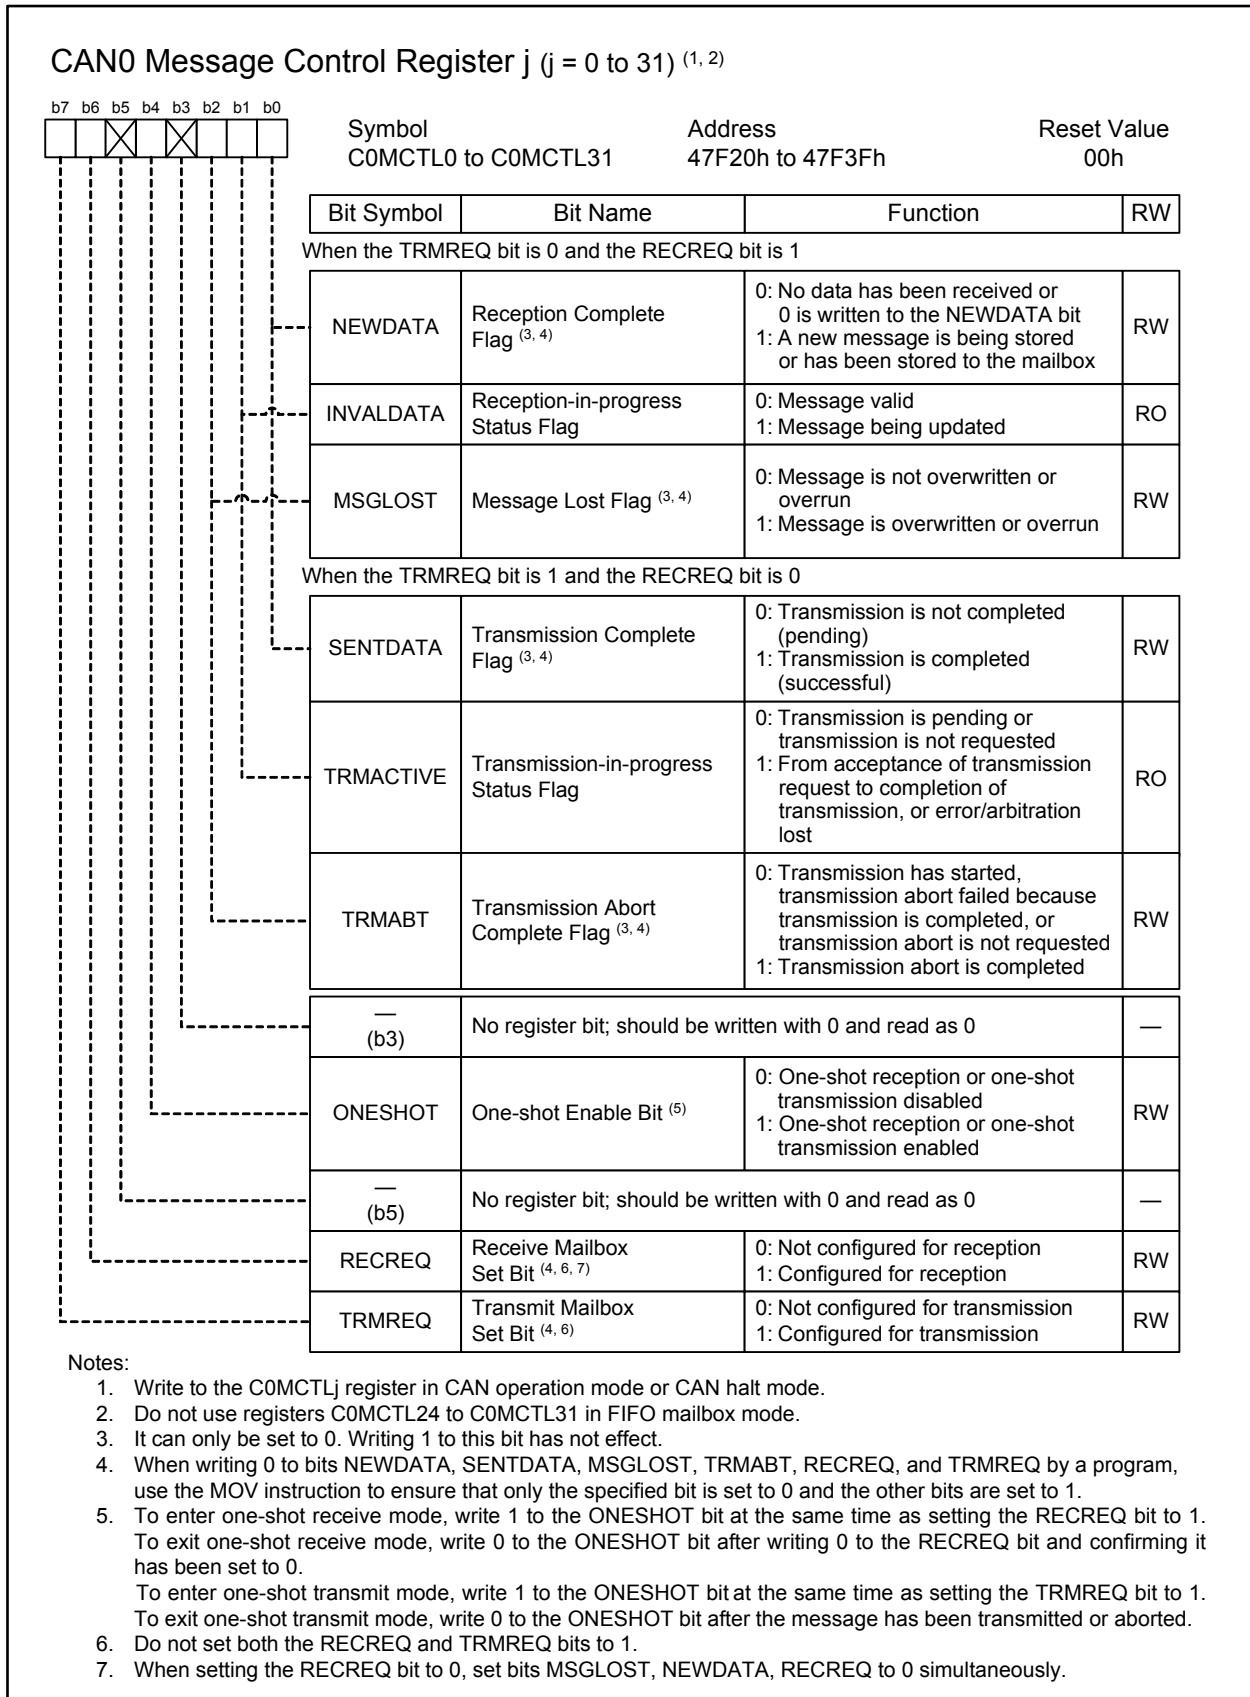 CAN0 Message Control Register j (j = 0 to 31) (1, 2)
b7 b6 b5 b4 b3 b2 b1 b0
Symbol Address Reset Value
C0MCTL0 to C0MCTL31 47F20h to 47F3Fh 00h
Bit Symbol Bit Name Function RW
When the TRMREQ bit is 0 and the RECREQ bit is 1
NEWDATA
Reception Complete
Flag (3, 4)
0: No data has been received or
0 is written to the NEWDATA bit
1: A new message is being stored
or has been stored to the mailbox
RW
INVALDATA
Reception-in-progress
Status Flag
0: Message valid
1: Message being updated
RO
MSGLOST
Message Lost Flag (3, 4)
0: Message is not overwritten or
overrun
1: Message is overwritten or overrun
RW
When the TRMREQ bit is 1 and the RECREQ bit is 0
SENTDATA
Transmission Complete
Flag (3, 4)
0: Transmission is not completed
(pending)
1: Transmission is completed
(successful)
RW
TRMACTIVE
Transmission-in-progress
Status Flag
0: Transmission is pending or
transmission is not requested
1: From acceptance of transmission
request to completion of
transmission, or error/arbitration
lost
RO
TRMABT
Transmission Abort
Complete Flag (3, 4)
0: Transmission has started,
transmission abort failed because
transmission is completed, or
transmission abort is not requested
1: Transmission abort is completed
RW
—
(b3)
No register bit; should be written with 0 and read as 0
—
ONESHOT
One-shot Enable Bit (5)
0: One-shot reception or one-shot
transmission disabled
1: One-shot reception or one-shot
transmission enabled
RW
—
(b5)
No register bit; should be written with 0 and read as 0
—
RECREQ
Receive Mailbox
Set Bit (4, 6, 7)
0: Not configured for reception
1: Configured for reception
RW
TRMREQ
Transmit Mailbox
Set Bit (4, 6)
0: Not configured for transmission
1: Configured for transmission
RW
Notes:
1. Write to the C0MCTLj register in CAN operation mode or CAN halt mode.
2. Do not use registers C0MCTL24 to C0MCTL31 in FIFO mailbox mode.
3. It can only be set to 0. Writing 1 to this bit has not effect.
4. When writing 0 to bits NEWDATA, SENTDATA, MSGLOST, TRMABT, RECREQ, and TRMREQ by a program,
use the MOV instruction to ensure that only the specified bit is set to 0 and the other bits are set to 1.
5. To enter one-shot receive mode, write 1 to the ONESHOT bit at the same time as setting the RECREQ bit to 1.
To exit one-shot receive mode, write 0 to the ONESHOT bit after writing 0 to the RECREQ bit and confirming it
has been set to 0.
To enter one-shot transmit mode, write 1 to the ONESHOT bit at the same time as setting the TRMREQ bit to 1.
To exit one-shot transmit mode, write 0 to the ONESHOT bit after the message has been transmitted or aborted.
6. Do not set both the RECREQ and TRMREQ bits to 1.
7. When setting the RECREQ bit to 0, set bits MSGLOST, NEWDATA, RECREQ to 0 simultaneously.